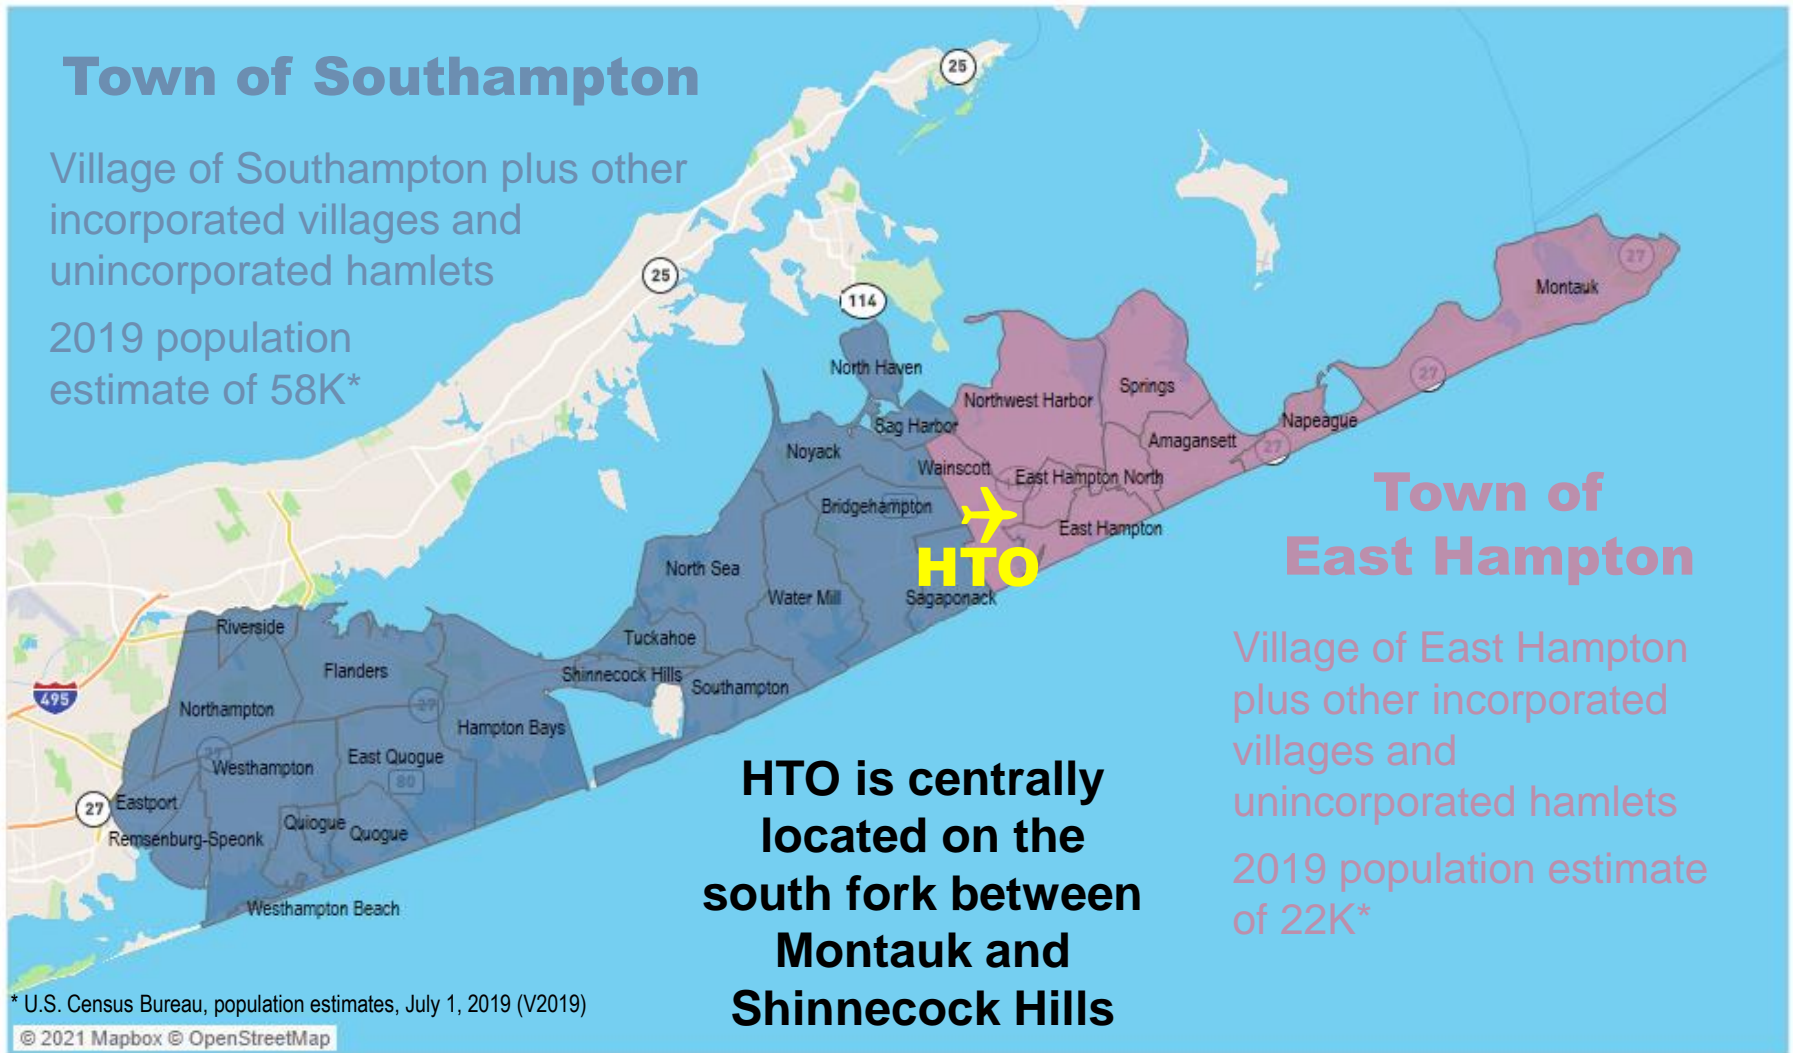 Town of Southampton
Village of Southampton plus other
incorporated villages and
unincorporated hamlets
2019 population
estimate of 58K*
25
25
114
27
Montauk
North Haven
27
Springs
Northwest Harbor
Napeague
Sag Harbor
Amagansett
27
Noyack
Wainscott
East Hampton North
Bridgehampton
East Hampton
HTO
Town of
East Hampton
North Sea
Water Mill
Sagaponack
Riverside
Tuckahoe
Flanders
Shinnecock Hills
Southampton
495
Northampton
27
Hampton Bays
27
Westhampton
East Quogue
80
27
Eastport
Remsenburg-Speonk
Quiogue
Quogue
Westhampton Beach
Village of East Hampton
plus other incorporated
villages and
unincorporated hamlets
2019 population estimate
of 22K*
HTO is centrally
located on the
south fork between
Montauk and
Shinnecock Hills
* U.S. Census Bureau, population estimates, July 1, 2019 (V2019)
© 2021 Mapbox © OpenStreetMap